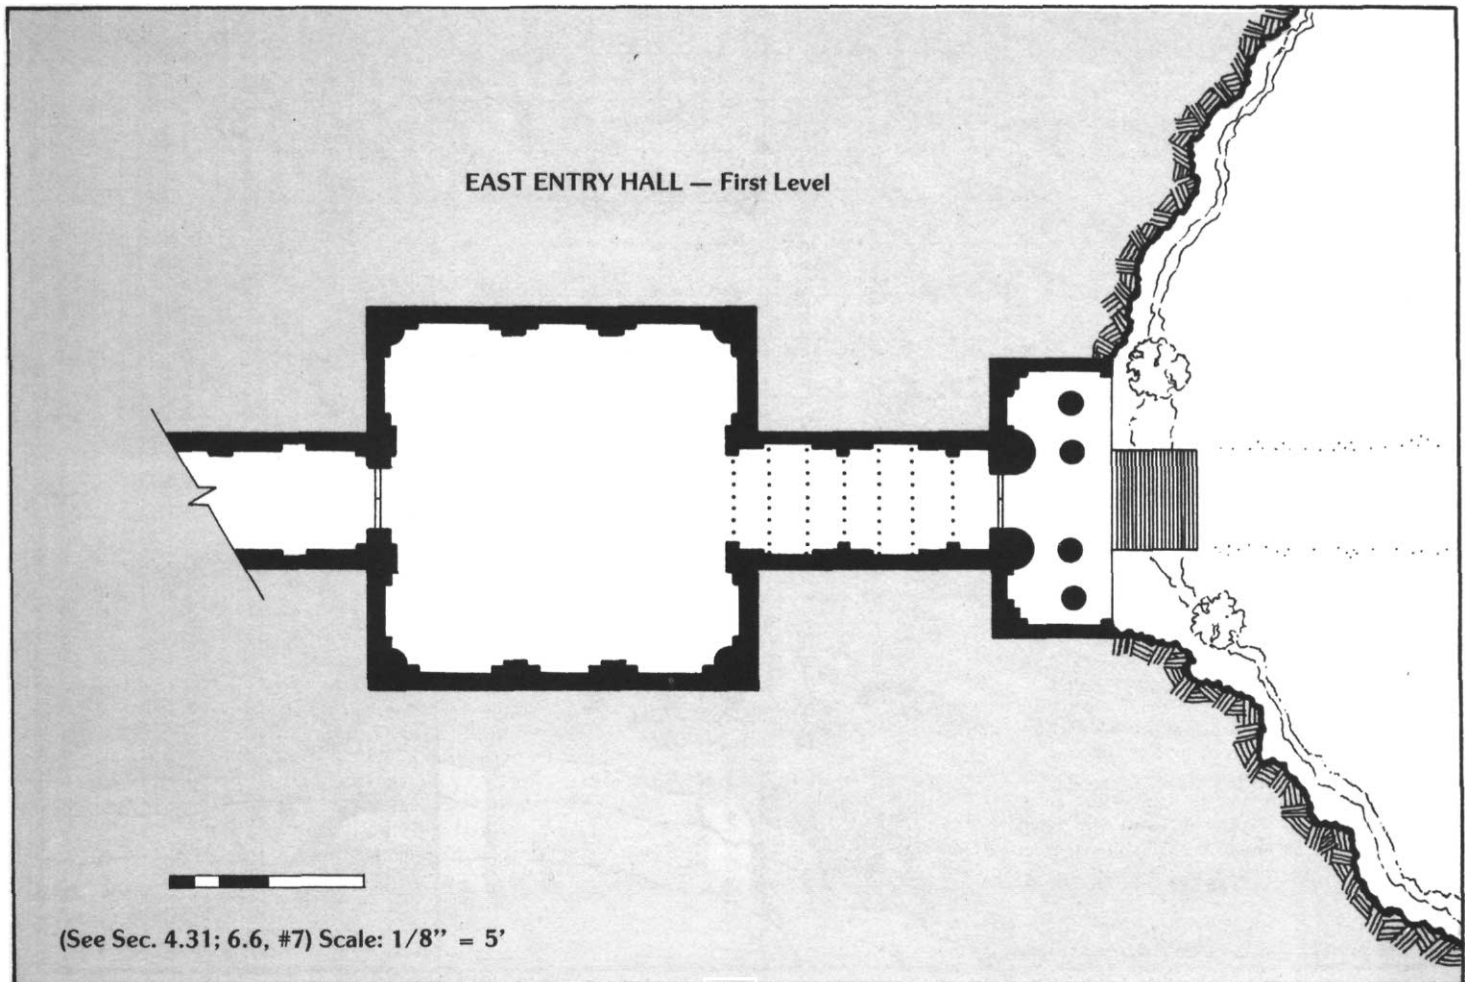 EAST ENTRY HALL — First Level
(See Sec. 4.31; 6.6, #7) Scale: 1/8’’ = 5’